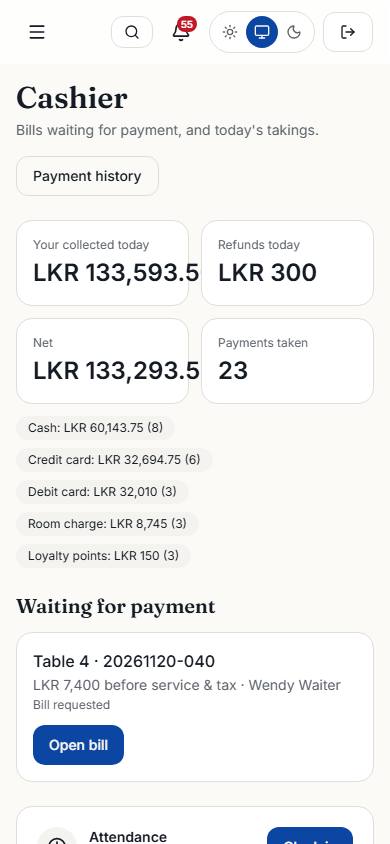 55
Cashier
Bills waiting for payment, and today's takings.
Payment history
Your collected today
LKR 133,593.5
Refunds today
LKR 300
Net
LKR 133,293.5
Payments taken
23
Cash: LKR 60,143.75 (8)
Credit card: LKR 32,694.75 (6)
Debit card: LKR 32,010 (3)
Room charge: LKR 8,745 (3)
Loyalty points: LKR 150 (3)
Waiting for payment
Table 4 · 20261120-040
LKR 7,400 before service & tax · Wendy Waiter
Bill requested
Open bill
Attendance